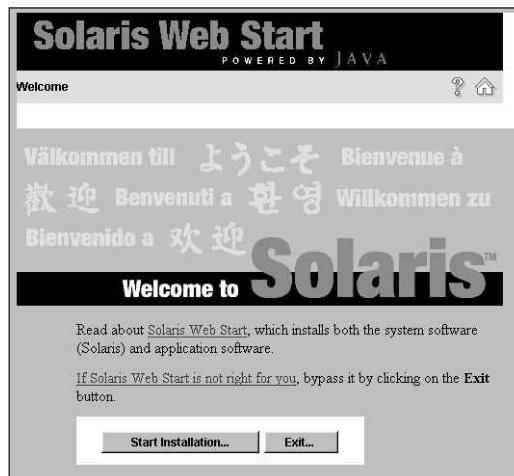 Solaris Web Start
POWERED BY JAVA
Welcome
?
Välkommen till ようこそ Bienvenue à
歡迎 Benvenuti a 환영 Willkommen zu
Bienvenido a 欢迎
Welcome to Solaris™
Read about Solaris Web Start, which installs both the system software
(Solaris) and application software.
If Solaris Web Start is not right for you, bypass it by clicking on the Exit
button.
Start Installation... Exit...